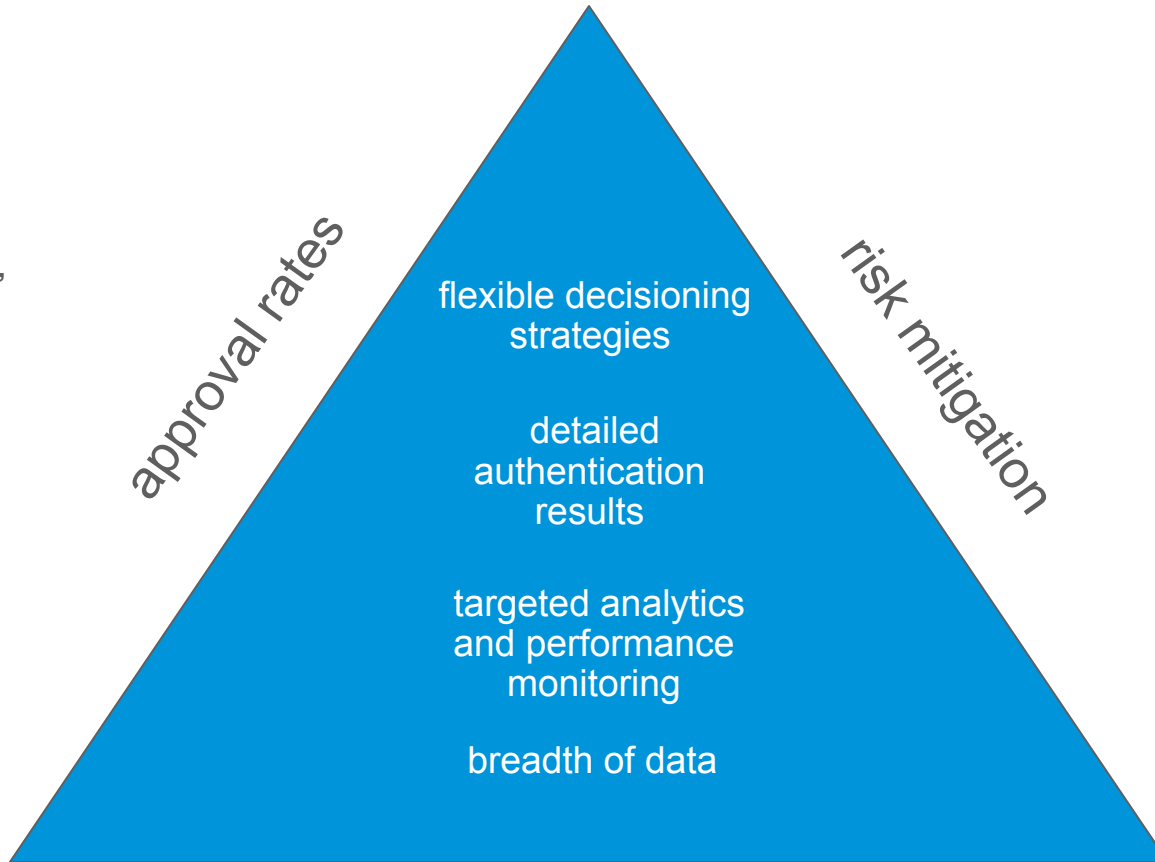 approval rates
risk mitigation
flexible decisioning
strategies
detailed
authentication
results
targeted analytics
and performance
monitoring
breadth of data